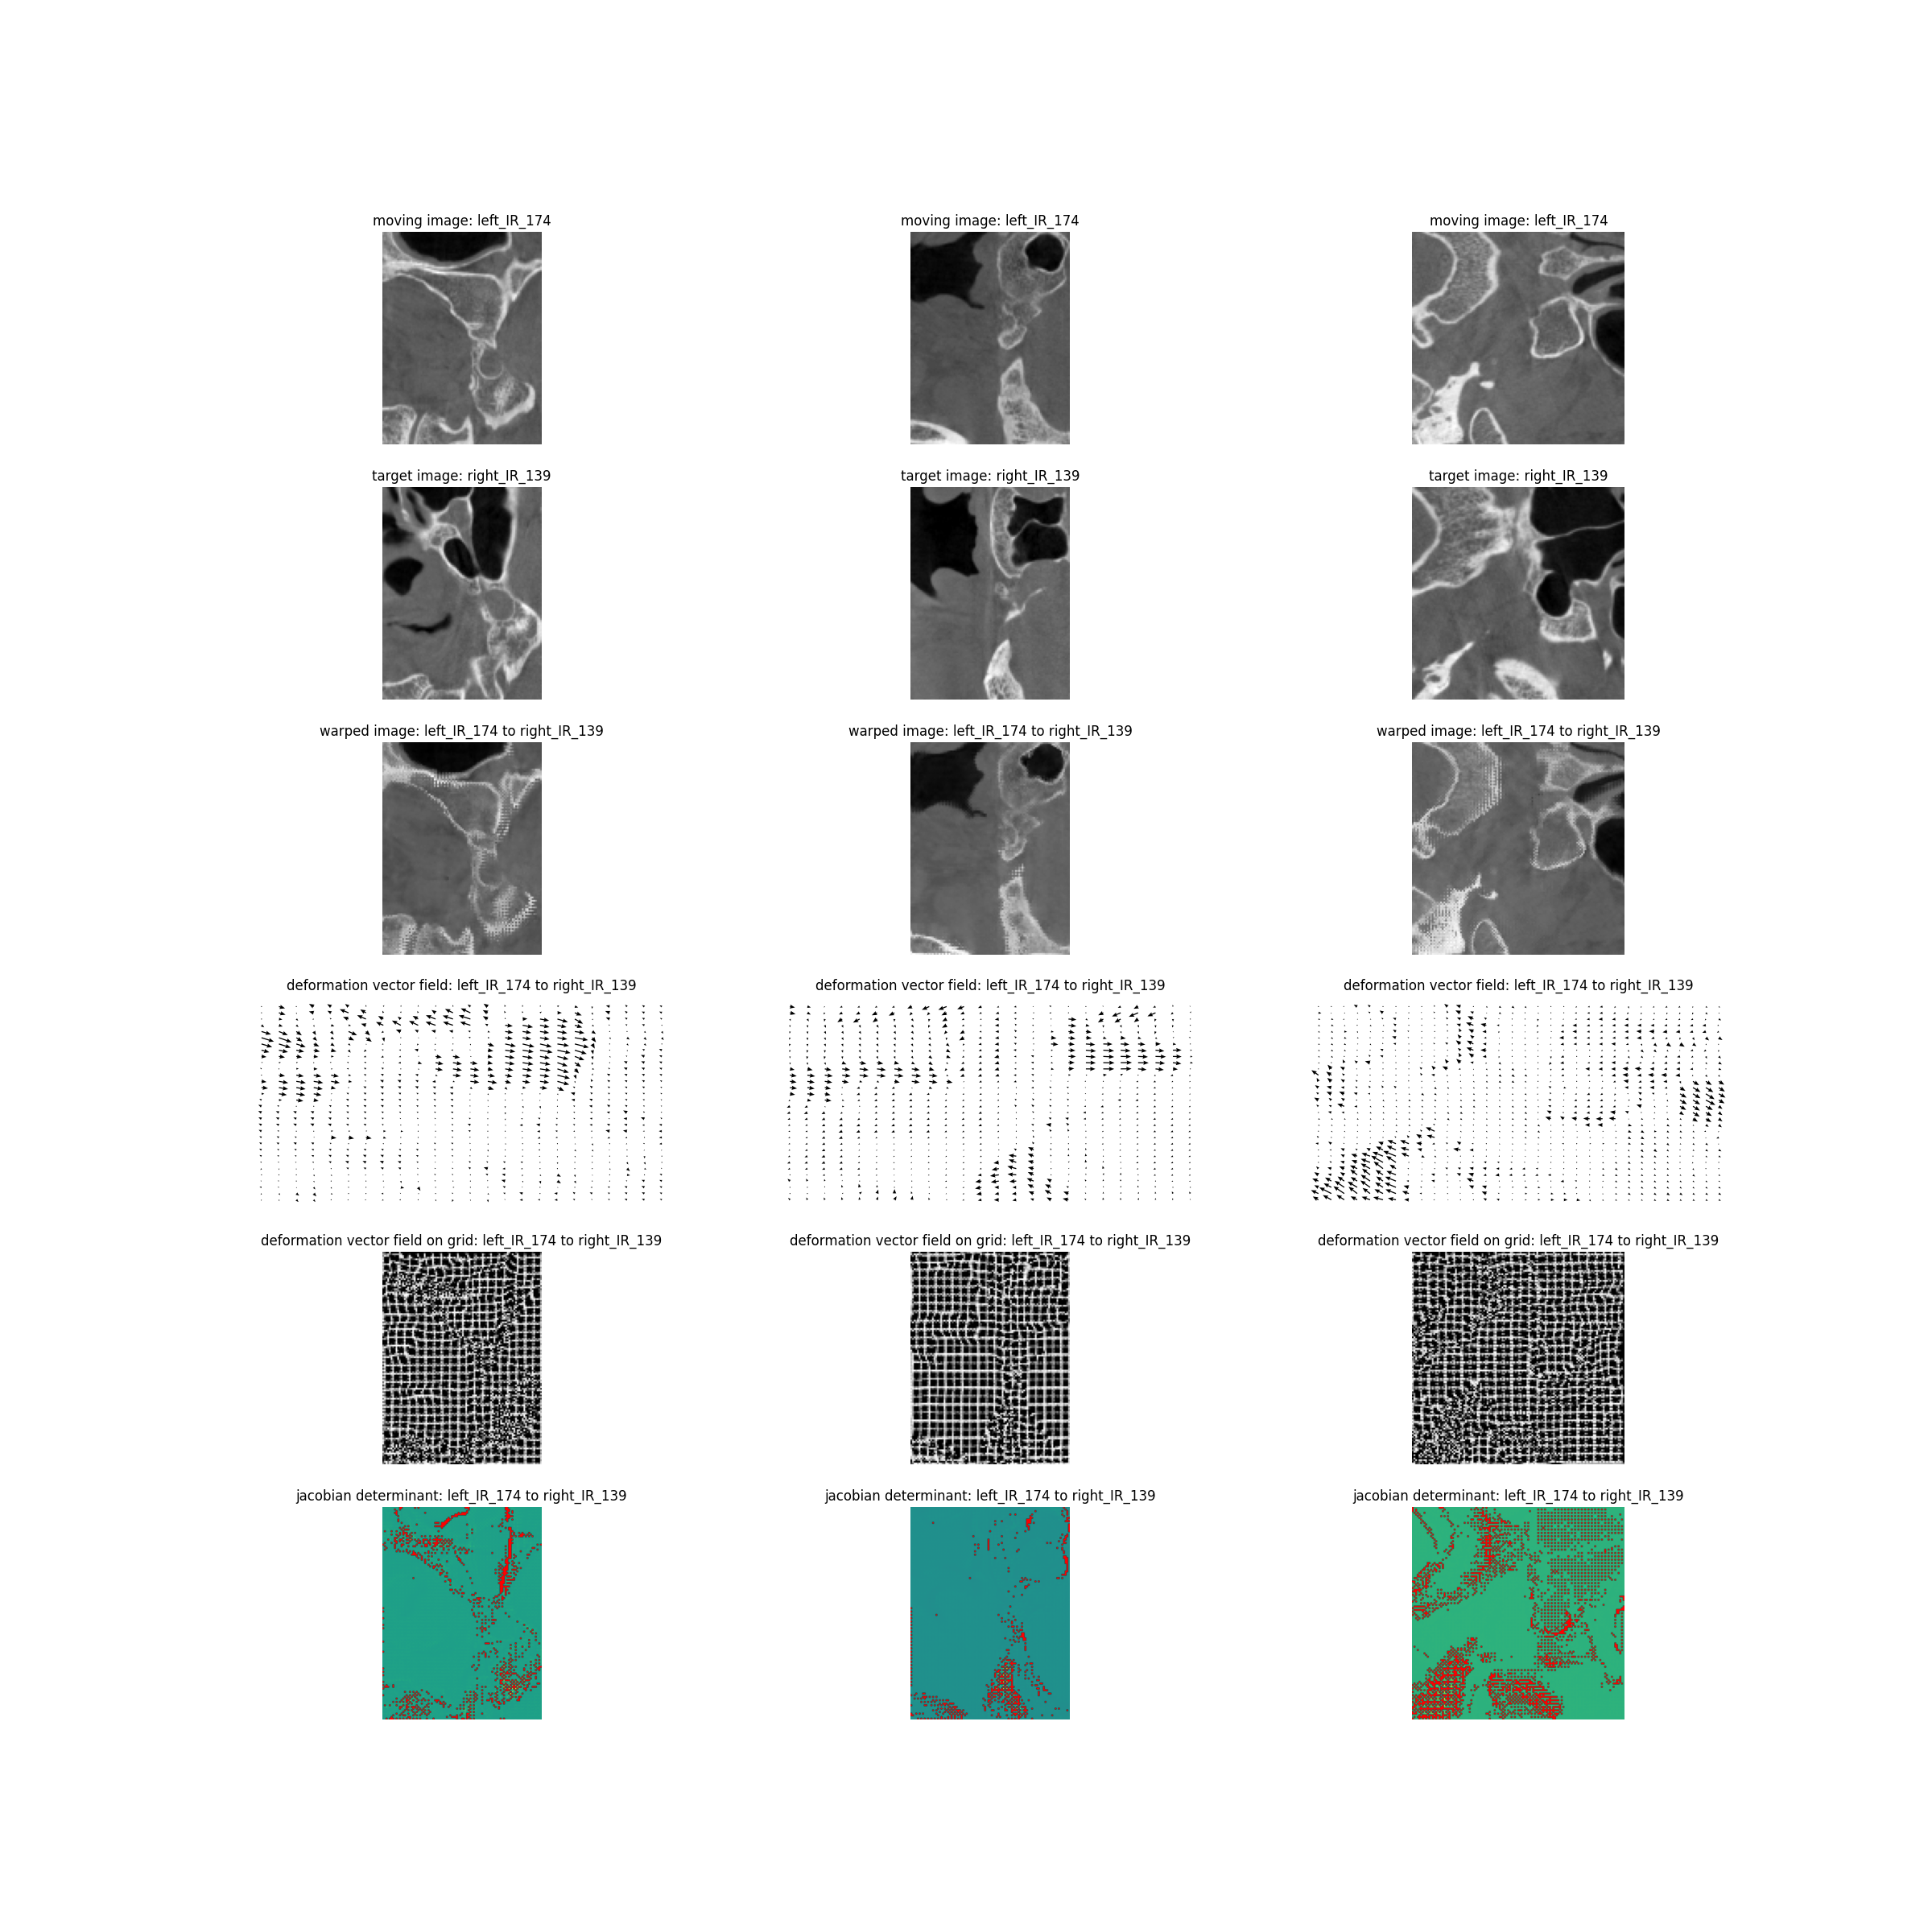 moving image: left_IR_174
moving image: left_IR_174
moving image: left_IR_174
target image: right_IR_139
target image: right_IR_139
target image: right_IR_139
warped image: left_IR_174 to right_IR_139
warped image: left_IR_174 to right_IR_139
warped image: left_IR_174 to right_IR_139
deformation vector field: left_IR_174 to right_IR_139
deformation vector field: left_IR_174 to right_IR_139
deformation vector field: left_IR_174 to right_IR_139
deformation vector field on grid: left_IR_174 to right_IR_139
deformation vector field on grid: left_IR_174 to right_IR_139
deformation vector field on grid: left_IR_174 to right_IR_139
jacobian determinant: left_IR_174 to right_IR_139
jacobian determinant: left_IR_174 to right_IR_139
jacobian determinant: left_IR_174 to right_IR_139